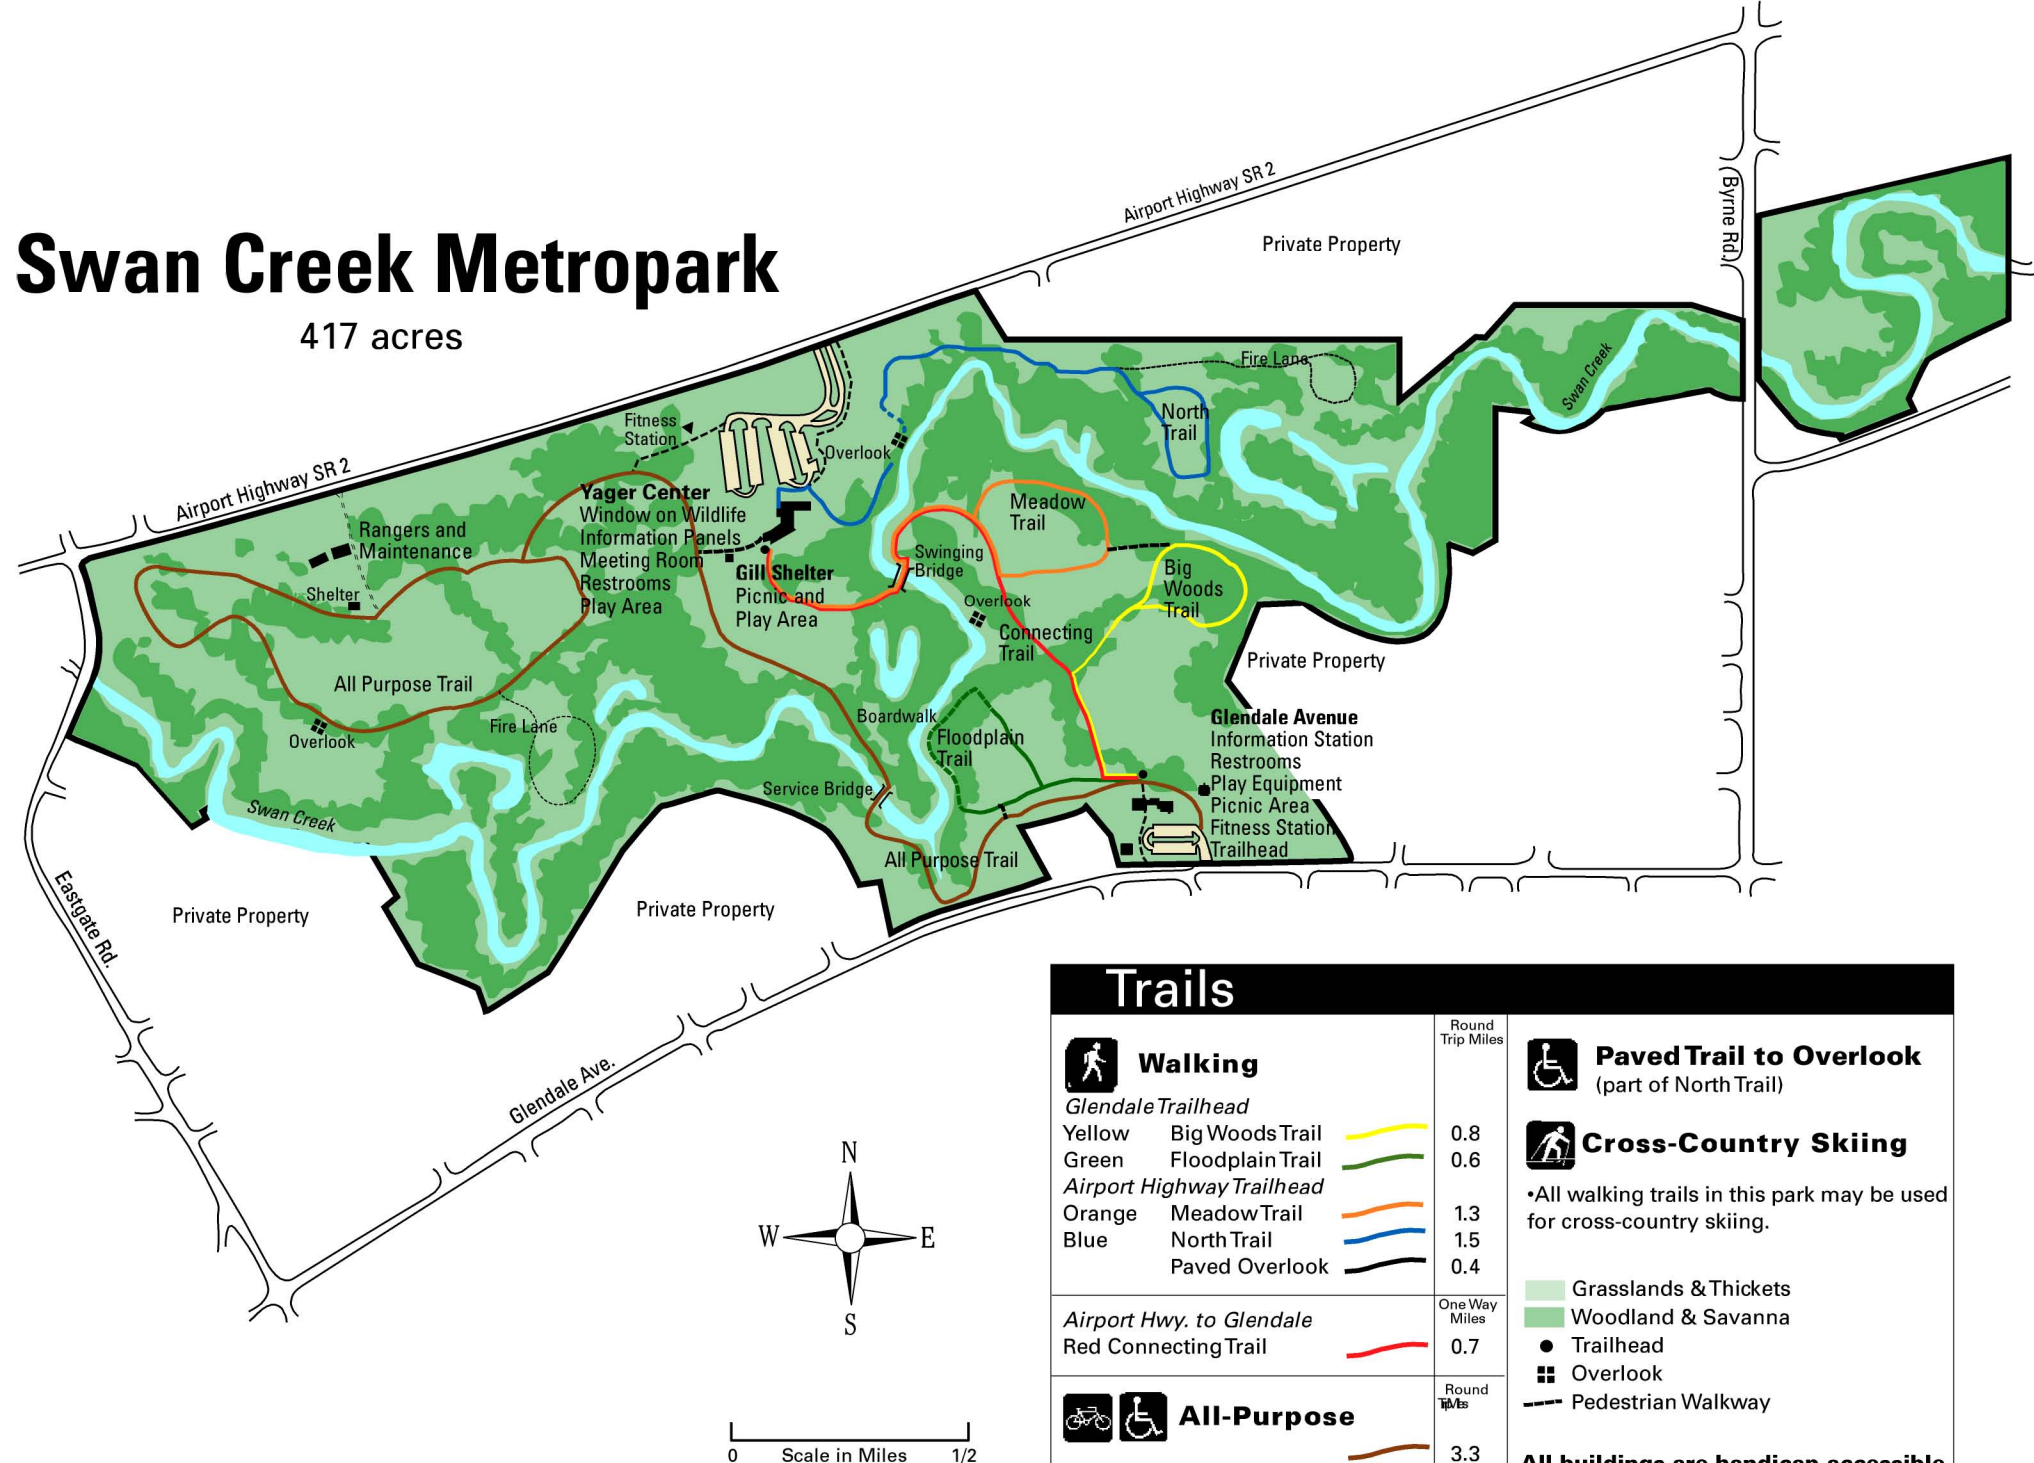 Swan Creek Metropark
417 acres
Airport Highway SR 2
Private Property
Byrne Rd.
Fire Lane
Swan Creek
North
Trail
Fitness
Station
Overlook
Airport Highway SR 2
Yager Center
Window on Wildlife
Information Panels
Meeting Room
Restrooms
Play Area
Meadow
Trail
Rangers and
Maintenance
Shelter
Gill Shelter
Picnic and
Play Area
Swinging
Bridge
Big
Woods
Trail
Overlook
Connecting
Trail
Private Property
All Purpose Trail
Overlook
Fire Lane
Boardwalk
Floodplain
Trail
Service Bridge
Glendale Avenue
Information Station
Restrooms
Play Equipment
Picnic Area
Fitness Station
Trailhead
Swan Creek
All Purpose Trail
Eastgate Rd.
Private Property
Private Property
Glendale Ave.
N
W
E
S
0 Scale in Miles 1/2
Trails
Round
Trip Miles
Walking
Glendale Trailhead
Yellow Big Woods Trail 0.8
Green Floodplain Trail 0.6
Airport Highway Trailhead
Orange Meadow Trail 1.3
Blue North Trail 1.5
Paved Overlook 0.4
One Way
Miles
Airport Hwy. to Glendale
Red Connecting Trail 0.7
Round
All-Purpose
3.3
Paved Trail to Overlook
(part of North Trail)
Cross-Country Skiing
•All walking trails in this park may be used
for cross-country skiing.
Grasslands & Thickets
Woodland & Savanna
Trailhead
Overlook
Pedestrian Walkway
All buildings are handicap accessible